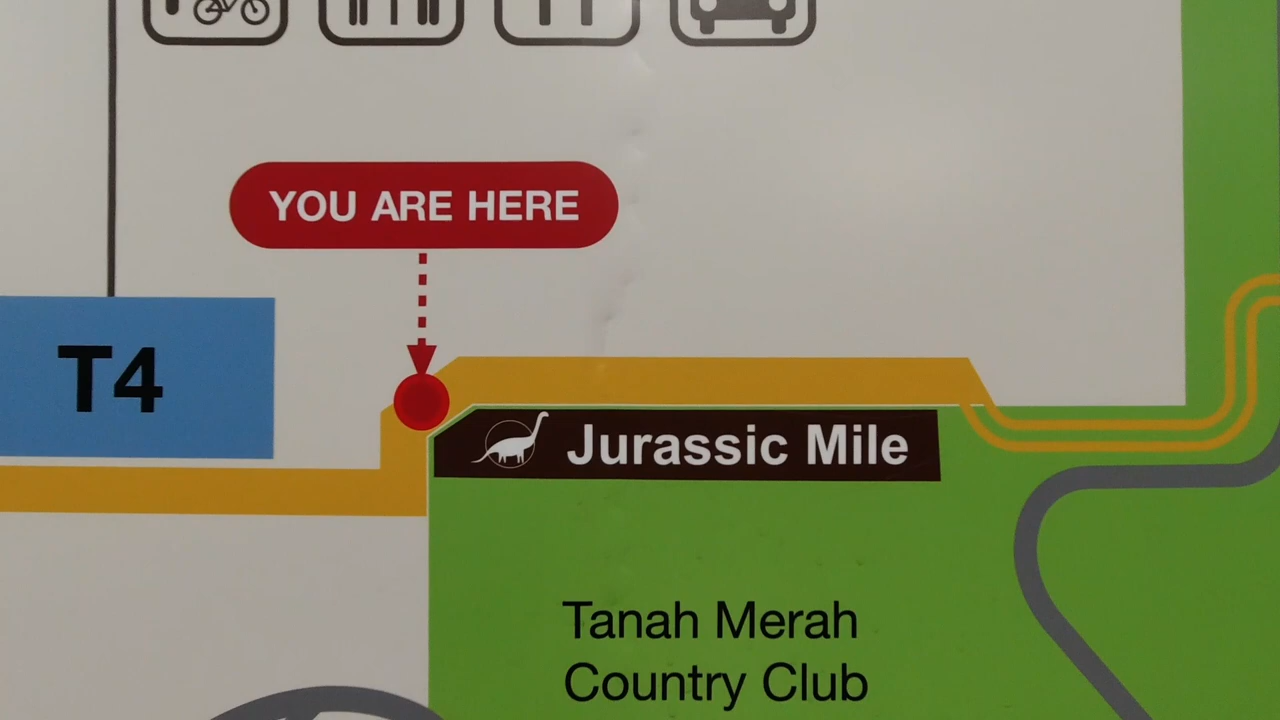 YOU ARE HERE
T4
Jurassic Mile
Tanah Merah
Country Club